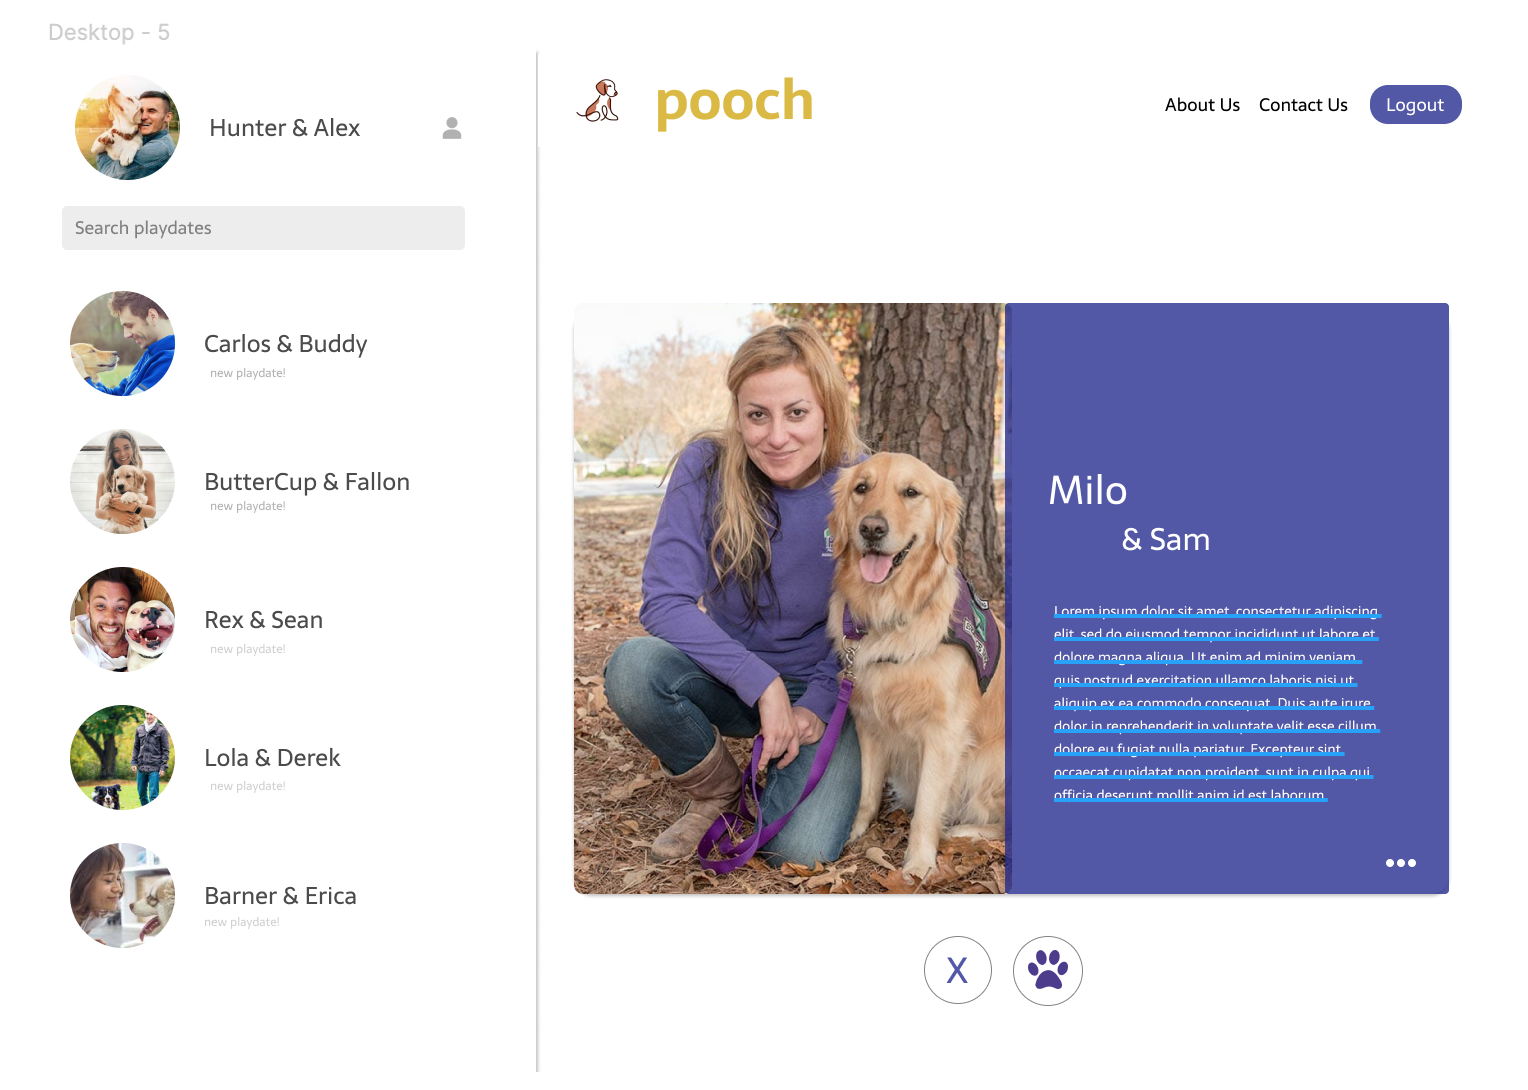 Desktop - 5
Hunter & Alex
Search playdates
Carlos & Buddy
new playdate!
ButterCup & Fallon
new playdate!
Rex & Sean
new playdate!
Lola & Derek
new playdate!
Barner & Erica
new playdate!
pooch
About Us
Contact Us
Logout
Milo
& Sam
Lorem ipsum dolor sit amet, consectetur adipiscing
elit, sed do eiusmod tempor incididunt ut labore et
dolore magna aliqua. Ut enim ad minim veniam,
quis nostrud exercitation ullamco laboris nisi ut
aliquip ex ea commodo consequat. Duis aute irure
dolor in reprehenderit in voluptate velit esse cillum
dolore eu fugiat nulla pariatur. Excepteur sint
occaecat cupidatat non proident, sunt in culpa qui
officia deserunt mollit anim id est laborum.
X